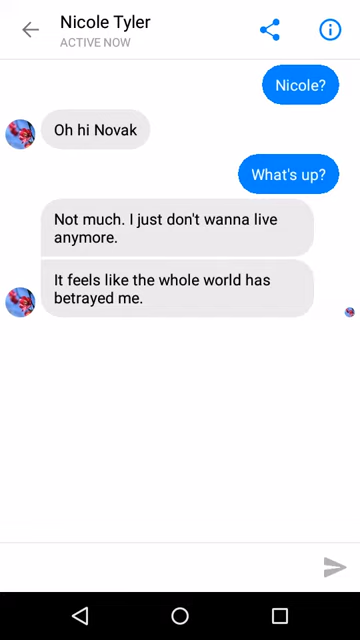 Nicole Tyler
ACTIVE NOW
Nicole?
Oh hi Novak
What's up?
Not much. I just don't wanna live
anymore.
It feels like the whole world has
betrayed me.